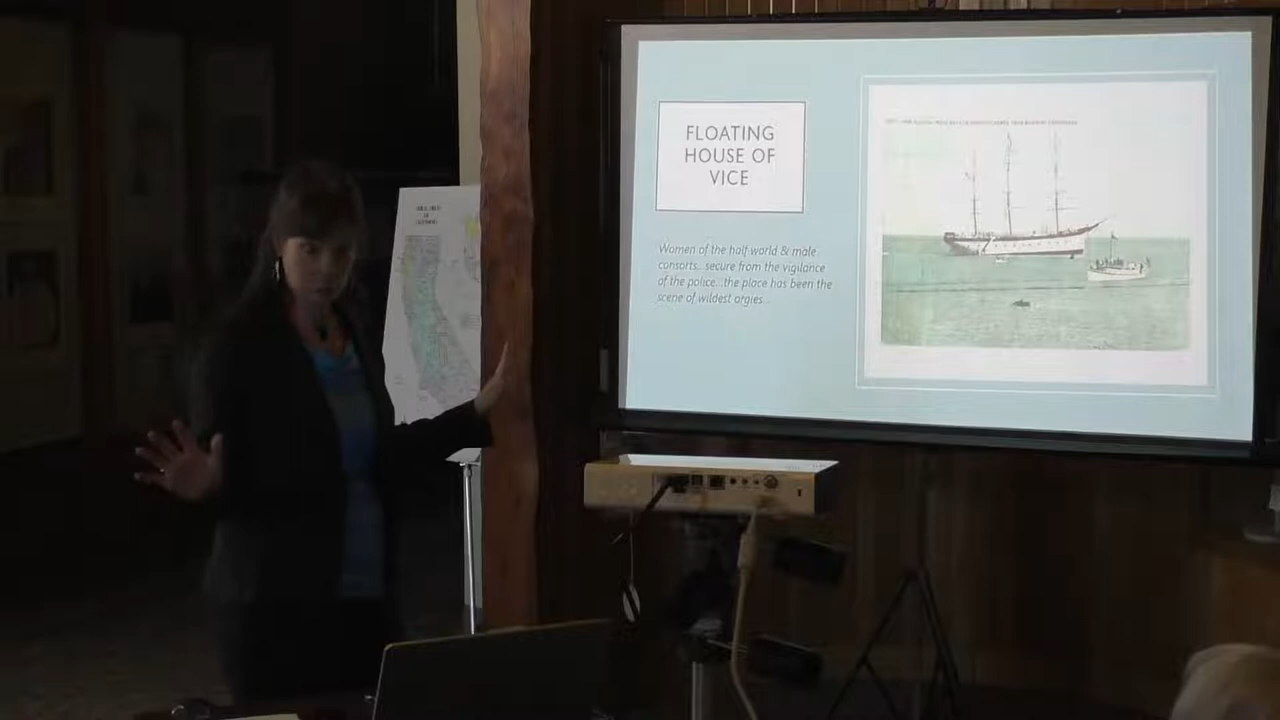 FLOATING
HOUSE OF
VICE
Women of the half world & male
consorts...secure from the vigilance
of the police...the place has been the
scene of wildest orgies...